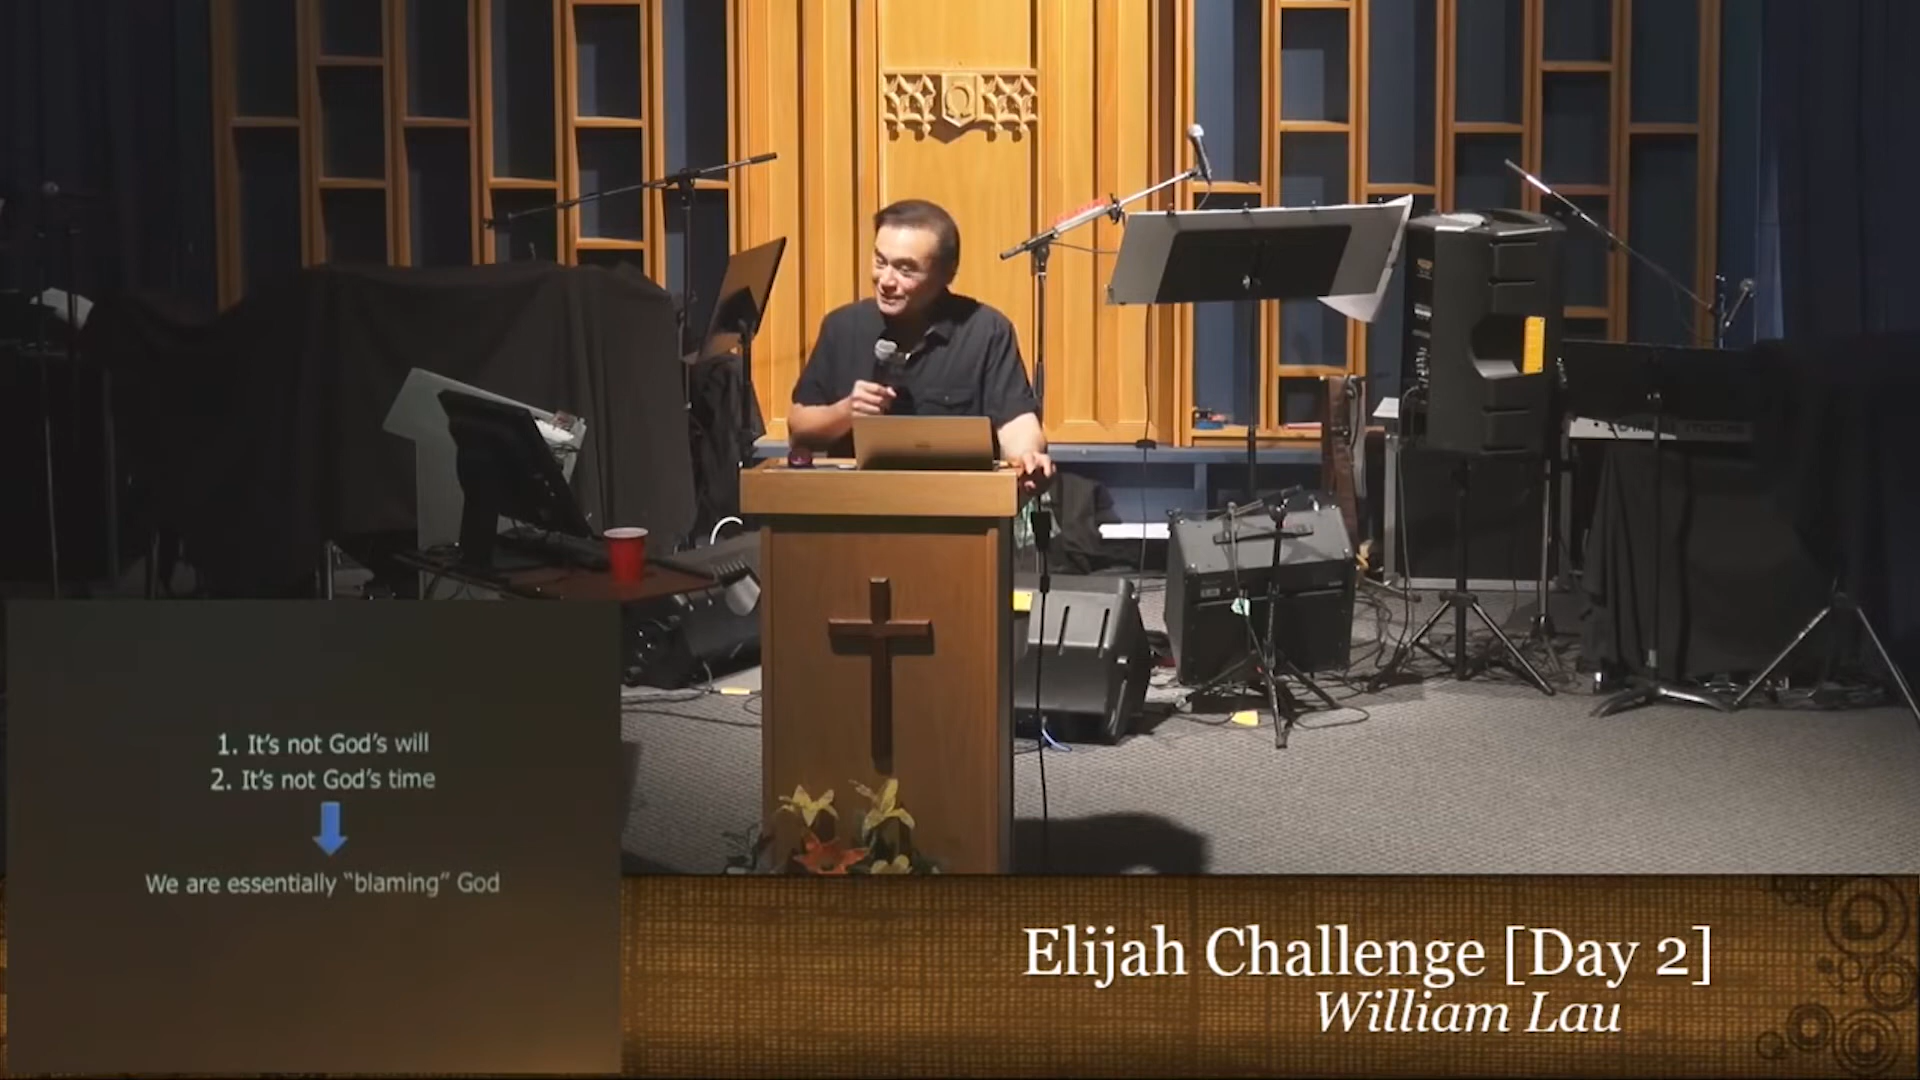 1. It's not God's will
2. It's not God's time
We are essentially “blaming” God
Elijah Challenge [Day 2]
William Lau